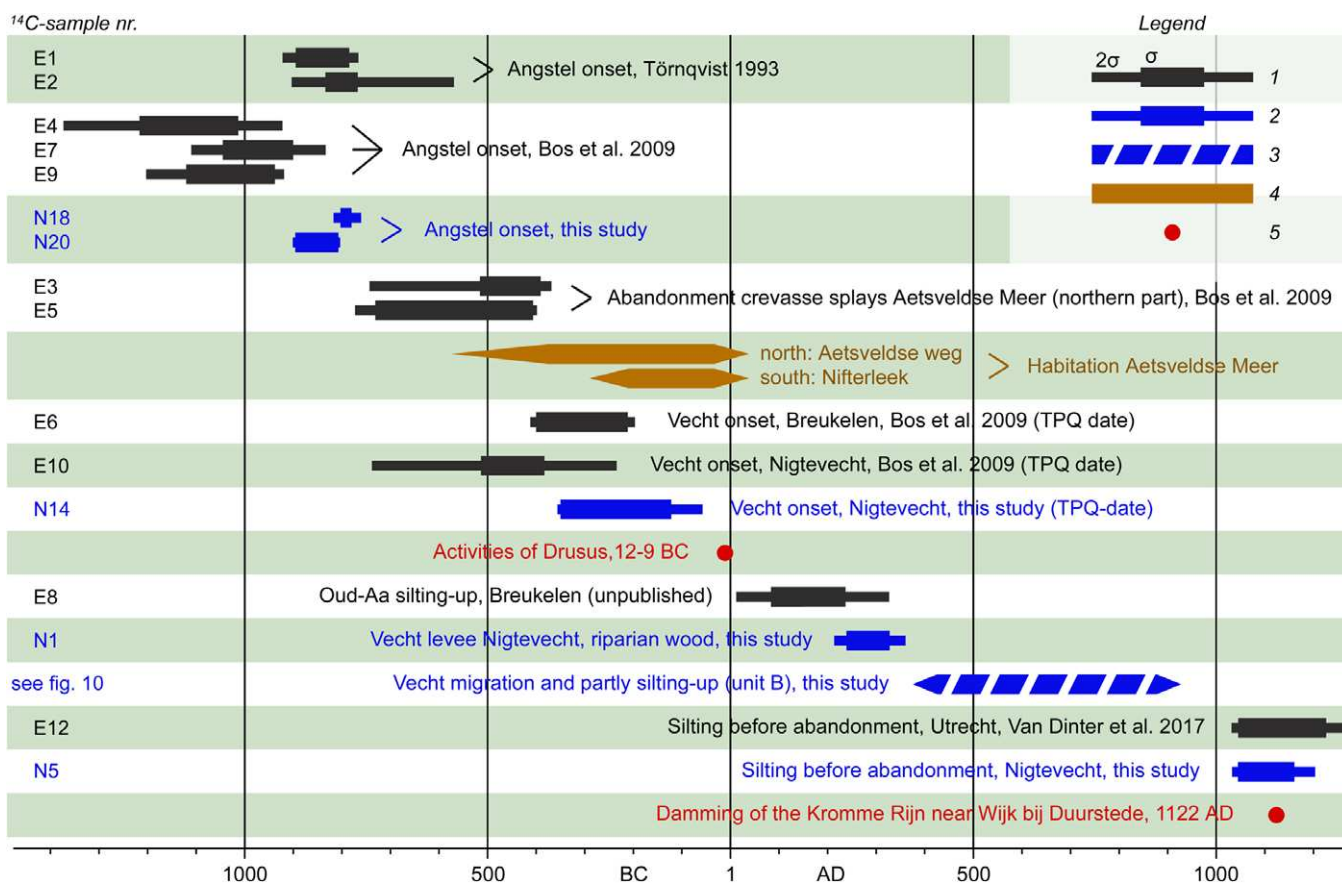 ¹⁴C-sample nr.
Legend
E1
E2
Angstel onset, Törnqvist 1993
2σ
σ
1
2
3
4
5
E4
E7
E9
Angstel onset, Bos et al. 2009
N18
N20
Angstel onset, this study
E3
E5
Abandonment crevasse splays Aetsveldse Meer (northern part), Bos et al. 2009
north: Aetsveldse weg
south: Nifterleek
Habitation Aetsveldse Meer
E6
Vecht onset, Breukelen, Bos et al. 2009 (TPQ date)
E10
Vecht onset, Nigtevecht, Bos et al. 2009 (TPQ date)
N14
Vecht onset, Nigtevecht, this study (TPQ-date)
Activities of Drusus,12-9 BC
E8
Oud-Aa silting-up, Breukelen (unpublished)
N1
Vecht levee Nigtevecht, riparian wood, this study
see fig. 10
Vecht migration and partly silting-up (unit B), this study
E12
Silting before abandonment, Utrecht, Van Dinter et al. 2017
N5
Silting before abandonment, Nigtevecht, this study
Damming of the Kromme Rijn near Wijk bij Duurstede, 1122 AD
1000 500 BC 1 AD 500 1000